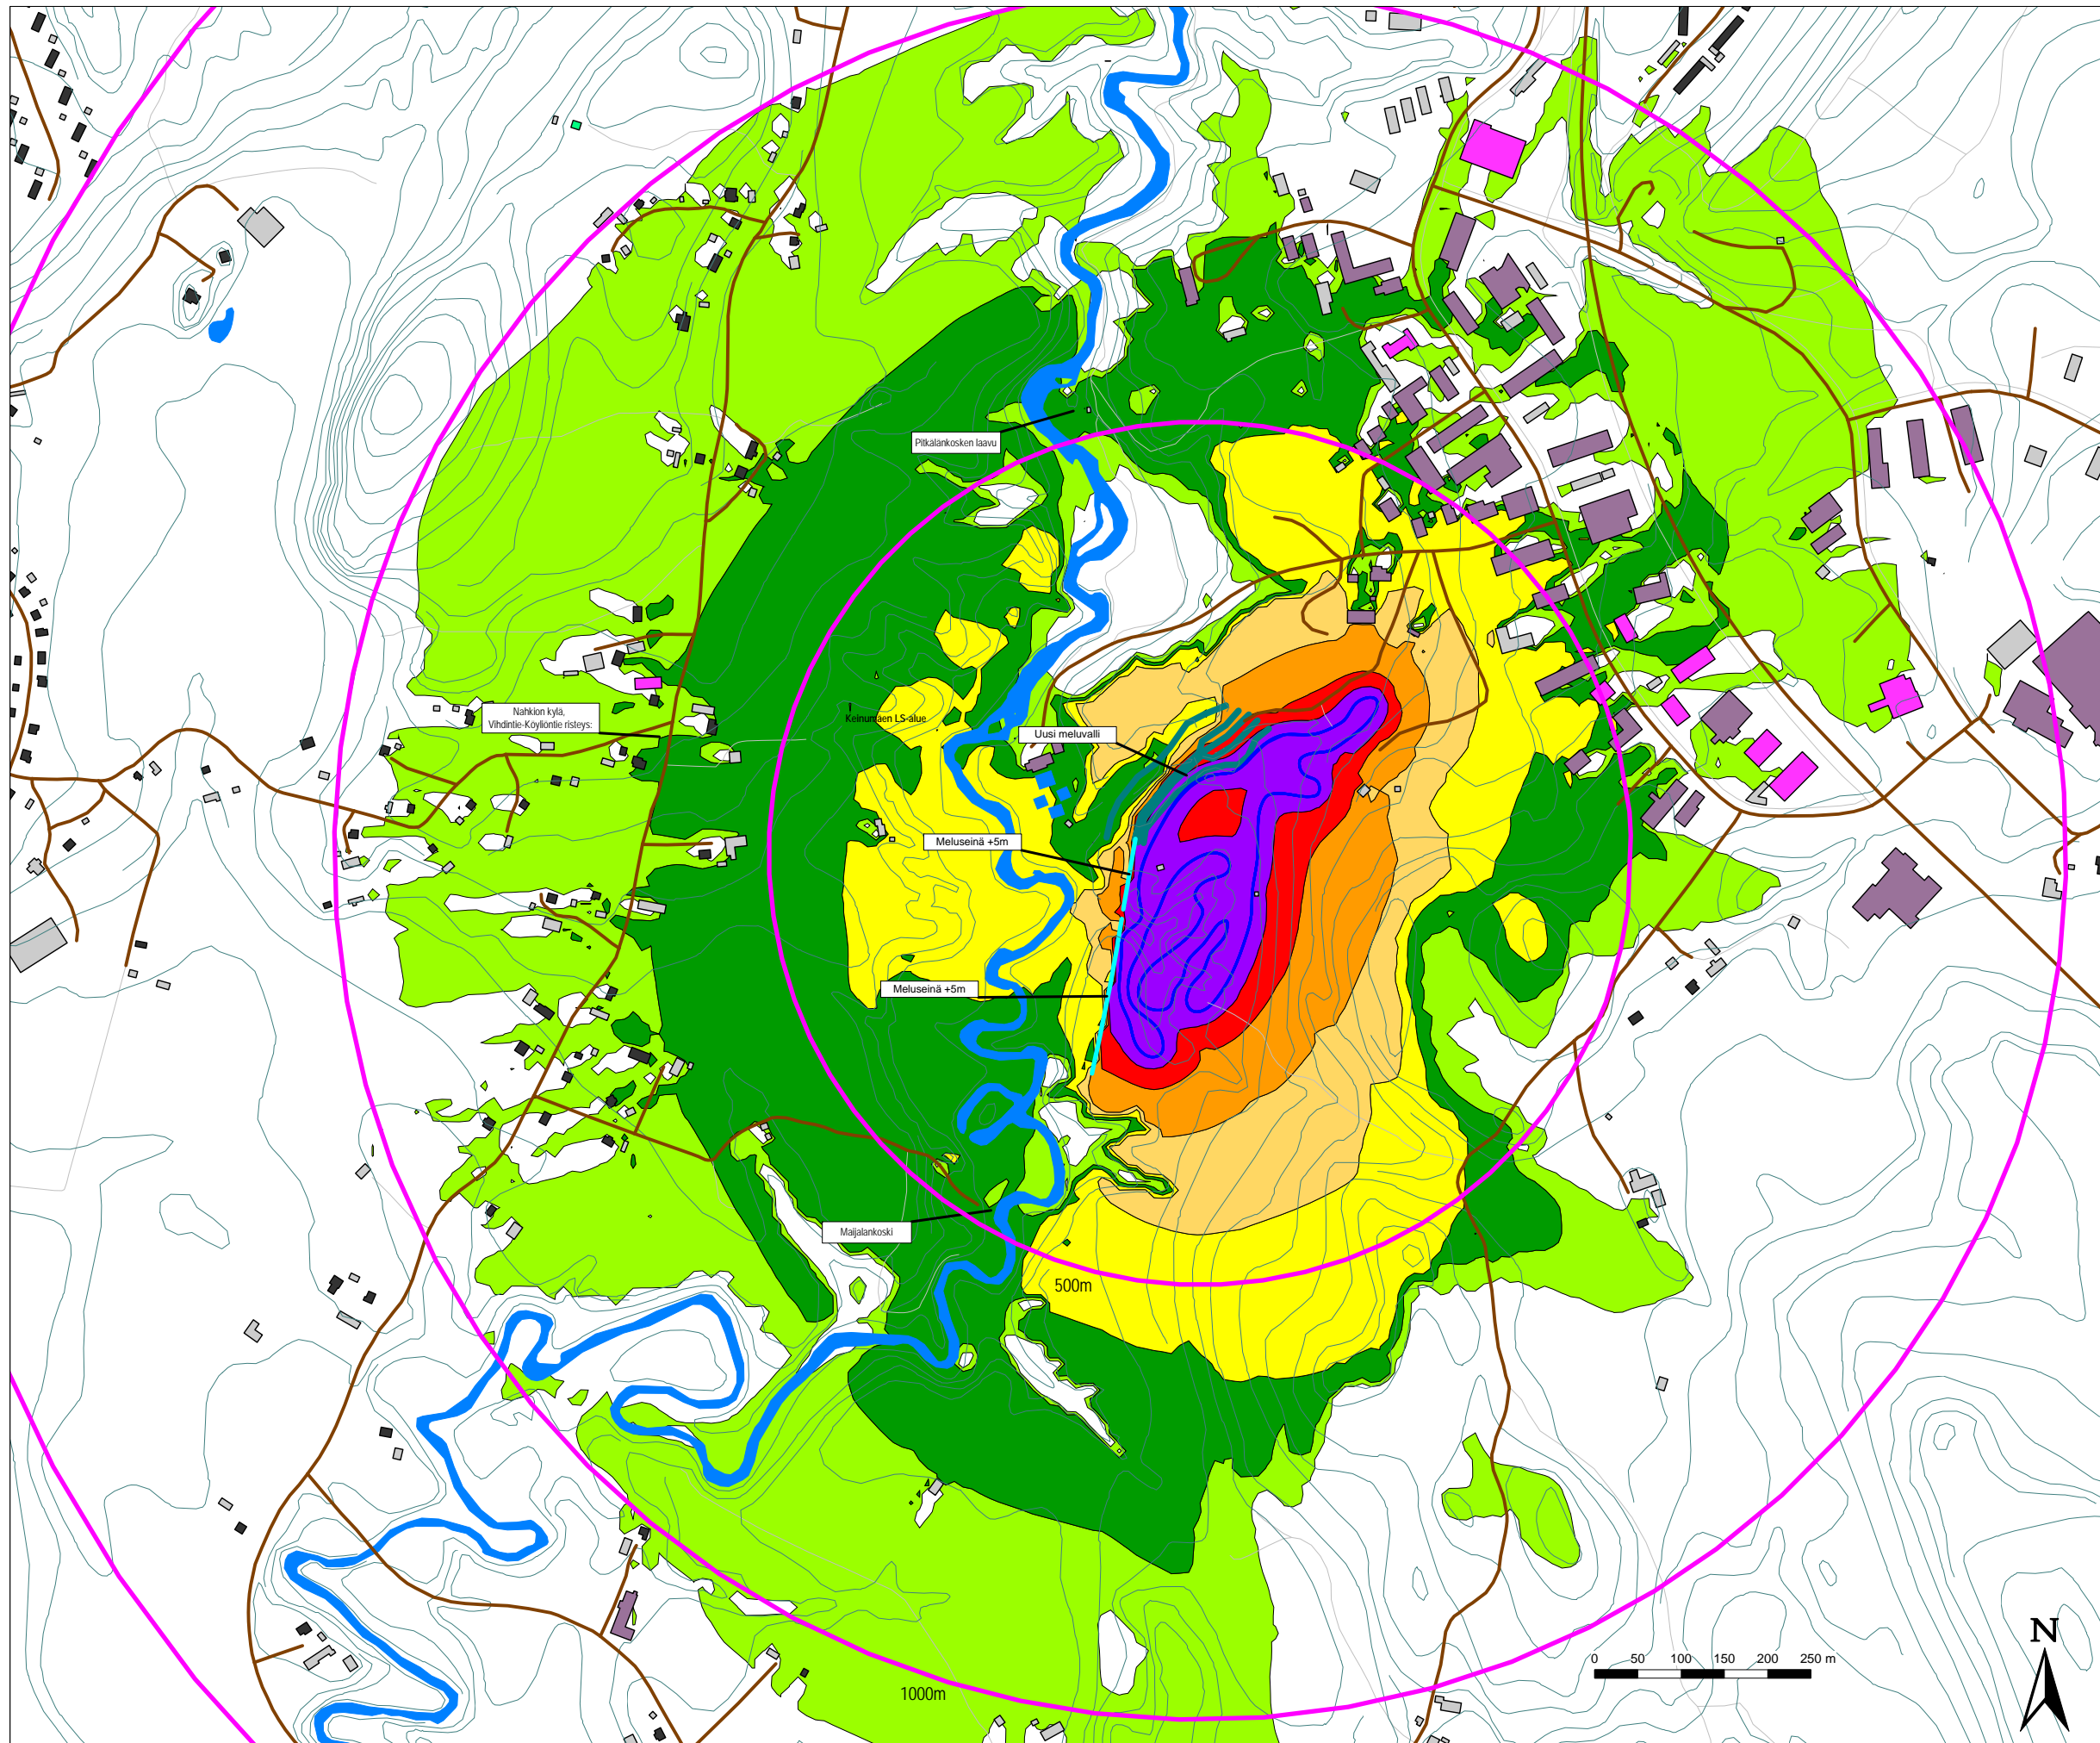 Pitkälänkosken laavu
Nahkion kylä,
Vihdintie-Köyliöntie risteys:
Keinumäen LS-alue
Uusi meluvalli
Meluseinä +5m
Meluseinä +5m
Maijalankoski
500m
1000m
0 50 100 150 200 250 m
N